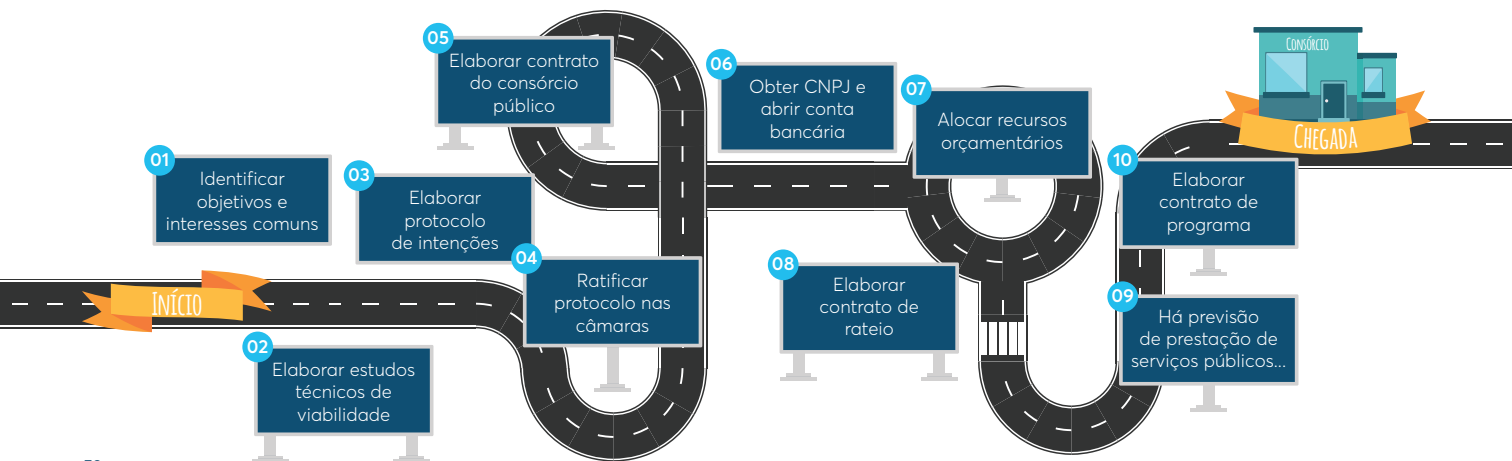 INÍCIO
01
Identificar
objetivos e
interesses comuns
02
Elaborar estudos
técnicos de
viabilidade
03
Elaborar
protocolo
de intenções
04
Ratificar
protocolo nas
câmaras
05
Elaborar contrato
do consórcio
público
06
Obter CNPJ e
abrir conta
bancária
07
Alocar recursos
orçamentários
08
Elaborar
contrato de
rateio
09
Há previsão
de prestação de
serviços públicos...
10
Elaborar
contrato de
programa
CONSÓRCIO
CHEGADA